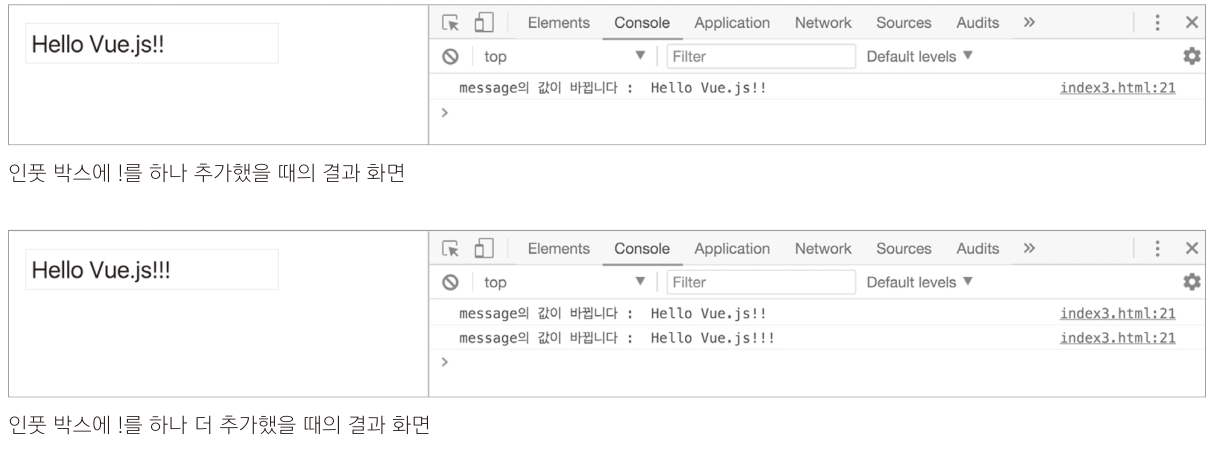 Hello Vue.js!!
Elements Console Application Network Sources Audits »
top ▼ Filter Default levels ▼
message의 값이 바뀝니다 : Hello Vue.js!! index3.html:21
>
인풋 박스에 !를 하나 추가했을 때의 결과 화면
Hello Vue.js!!!
Elements Console Application Network Sources Audits »
top ▼ Filter Default levels ▼
message의 값이 바뀝니다 : Hello Vue.js!! index3.html:21
message의 값이 바뀝니다 : Hello Vue.js!!! index3.html:21
>
인풋 박스에 !를 하나 더 추가했을 때의 결과 화면